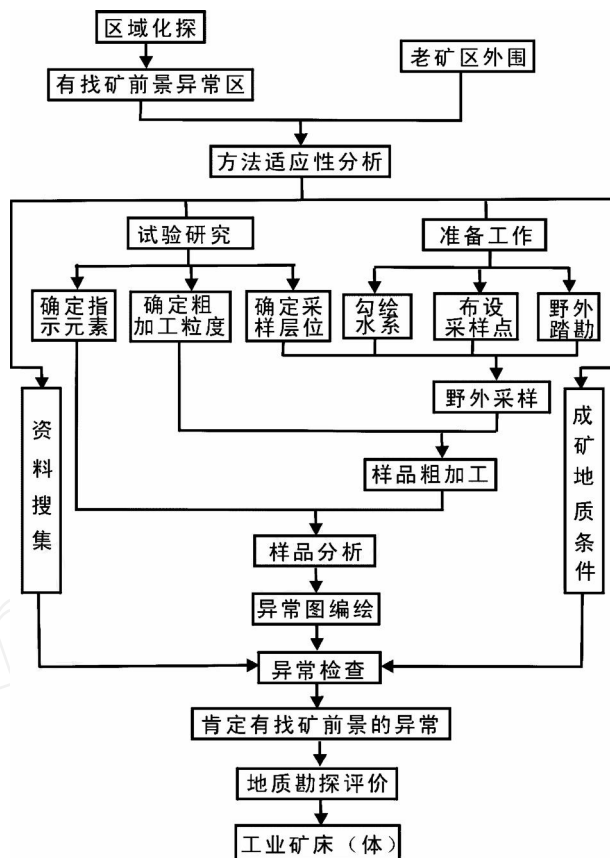 区域化探
老矿区外围
有找矿前景异常区
方法适应性分析
试验研究
准备工作
确定指
示元素
确定粗
加工粒度
确定采
样层位
勾绘
水系
布设
采样点
野外
踏勘
野外采样
资料搜集
成矿地质条件
样品粗加工
样品分析
异常图编绘
异常检查
肯定有找矿前景的异常
地质勘探评价
工业矿床（体）